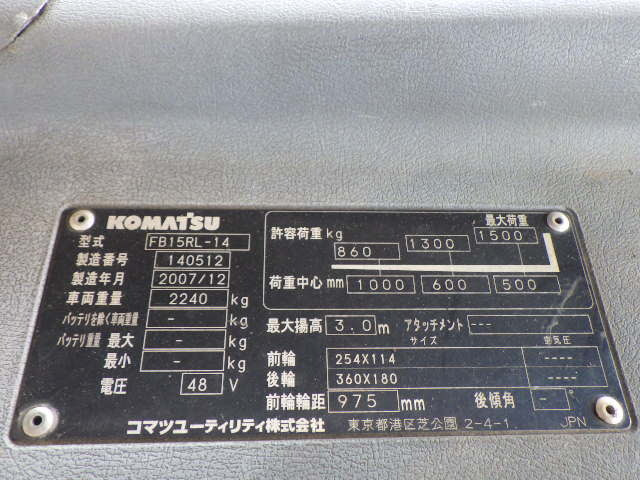 KOMATSU
型式 FB15RL-14
製造番号 140512
製造年月 2007/12
車両重量 2240 kg
バッテリを除く車両重量 - kg
バッテリ重量 最大 - kg
最小 - kg
電圧 48 V
最大荷重
許容荷重 kg 860 1300 1500
荷重中心 mm 1000 600 500
最大揚高 3.0 m アタッチメント ---
サイズ 空気圧
前輪 254X114 ----
後輪 360X180 ----
前輪輪距 975 mm 後傾角 - °
コマツユーティリティ株式会社 東京都港区芝公園 2-4-1 JPN